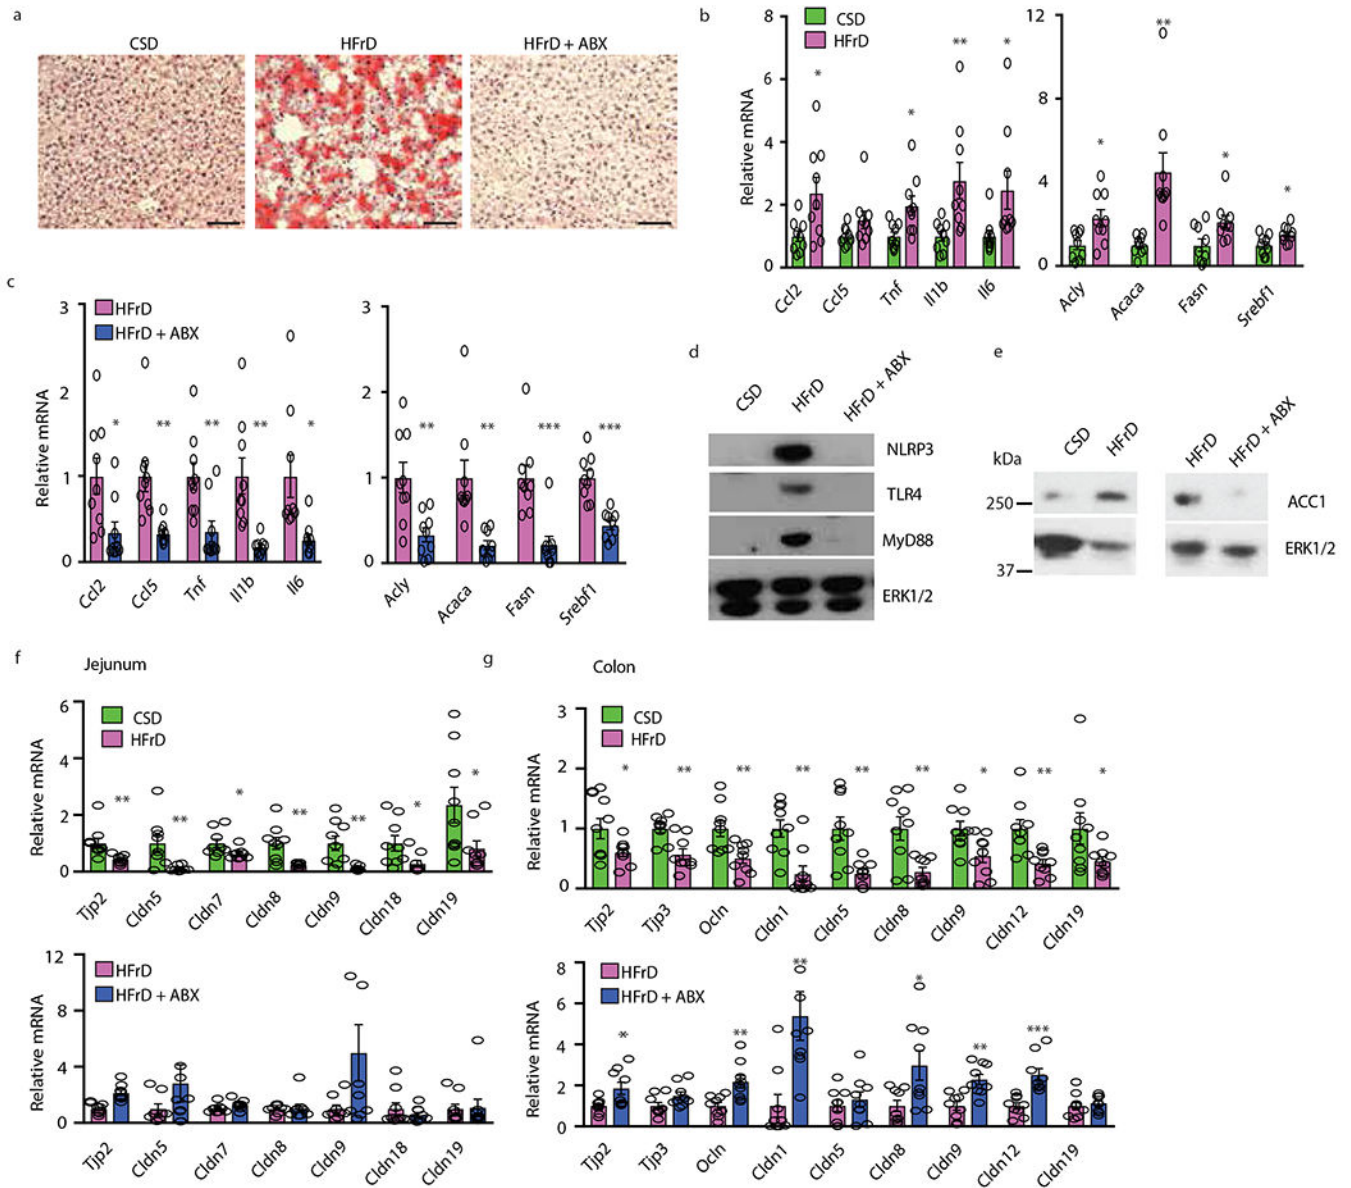 a
CSD
HFrD
HFrD + ABX
b
Relative mRNA
8
6
4
2
0
CSD
HFrD
*
*
**
*
Ccl2
Ccl5
Tnf
Il1b
Il6
12
8
4
0
*
**
*
*
Acly
Acaca
Fasn
Srebf1
c
Relative mRNA
3
2
1
0
HFrD
HFrD + ABX
*
**
**
**
*
Ccl2
Ccl5
Tnf
Il1b
Il6
3
2
1
0
**
**
***
***
Acly
Acaca
Fasn
Srebf1
d
CSD
HFrD
HFrD + ABX
NLRP3
TLR4
MyD88
ERK1/2
e
kDa
CSD
HFrD
HFrD
HFrD + ABX
250
ACC1
ERK1/2
37
f
Jejunum
Relative mRNA
6
4
2
0
CSD
HFrD
**
**
*
**
**
*
*
Tjp2
Cldn5
Cldn7
Cldn8
Cldn9
Cldn18
Cldn19
Relative mRNA
12
8
4
0
HFrD
HFrD + ABX
Tjp2
Cldn5
Cldn7
Cldn8
Cldn9
Cldn18
Cldn19
g
Colon
Relative mRNA
3
2
1
0
CSD
HFrD
*
**
**
**
**
**
*
**
*
Tjp2
Tjp3
Ocln
Cldn1
Cldn5
Cldn8
Cldn9
Cldn12
Cldn19
Relative mRNA
8
6
4
2
0
HFrD
HFrD + ABX
*
**
**
*
**
***
Tjp2
Tjp3
Ocln
Cldn1
Cldn5
Cldn8
Cldn9
Cldn12
Cldn19